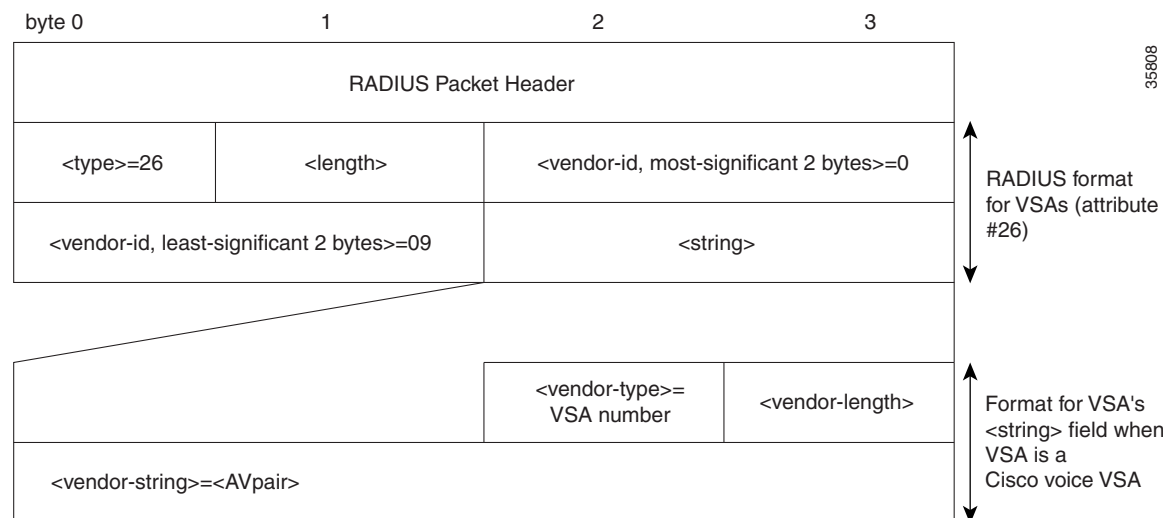 byte 0 1 2 3
35808
RADIUS Packet Header
<type>=26 <length> <vendor-id, most-significant 2 bytes>=0
RADIUS format
for VSAs (attribute
#26)
<vendor-id, least-significant 2 bytes>=09 <string>
<vendor-type>=
VSA number
<vendor-length>
Format for VSA's
<string> field when
VSA is a
Cisco voice VSA
<vendor-string>=<AVpair>